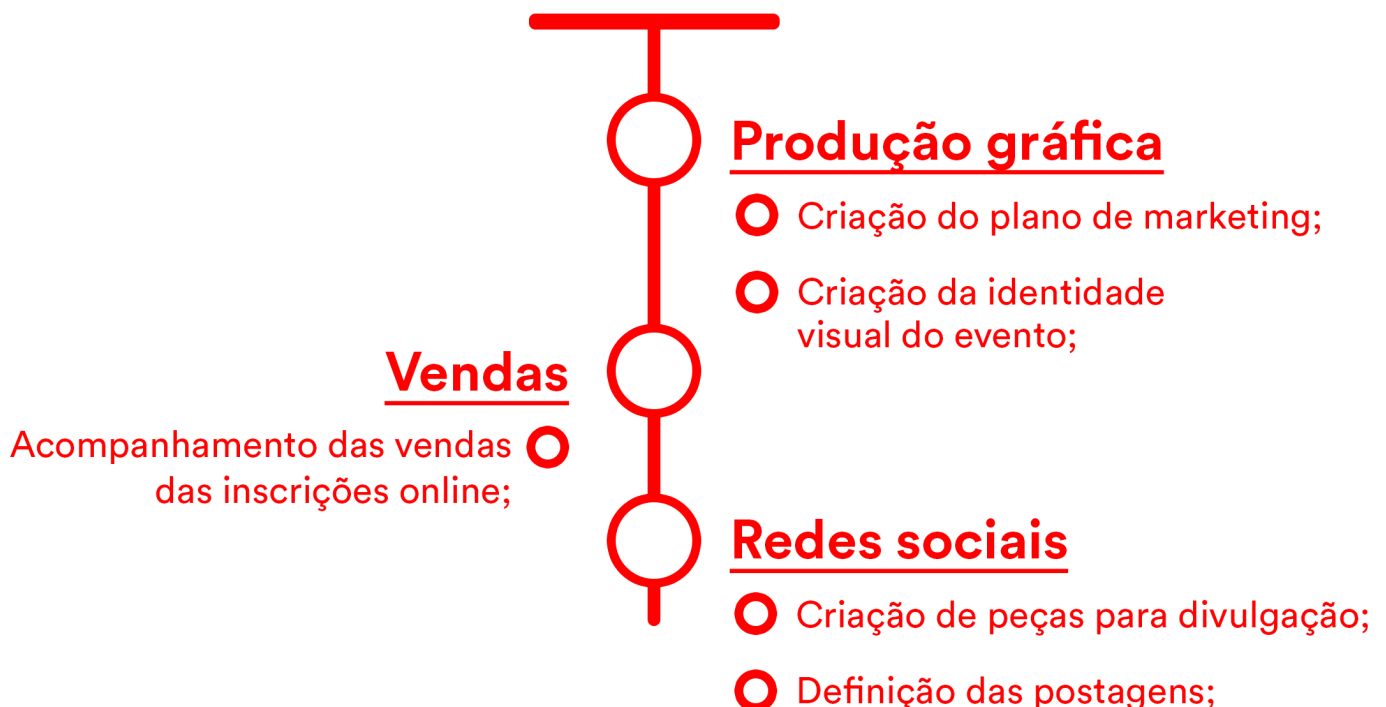 Produção gráfica
Criação do plano de marketing;
Criação da identidade
visual do evento;
Vendas
Acompanhamento das vendas
das inscrições online;
Redes sociais
Criação de peças para divulgação;
Definição das postagens;